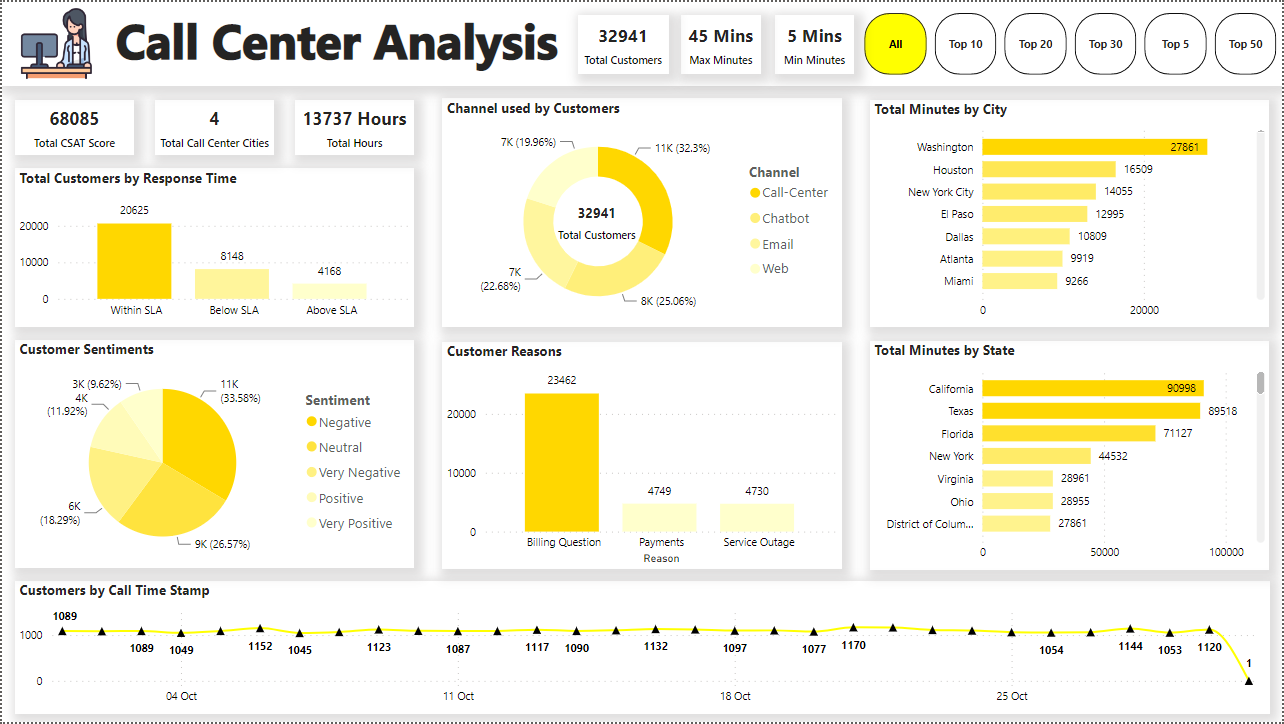 Call Center Analysis
32941
Total Customers
45 Mins
Max Minutes
5 Mins
Min Minutes
All
Top 10
Top 20
Top 30
Top 5
Top 50
68085
Total CSAT Score
4
Total Call Center Cities
13737 Hours
Total Hours
Total Customers by Response Time
20000
10000
0
20625
8148
4168
Within SLA
Below SLA
Above SLA
Channel used by Customers
7K (19.96%)
11K (32.3%)
32941
Total Customers
7K
(22.68%)
8K (25.06%)
Channel
Call-Center
Chatbot
Email
Web
Total Minutes by City
Washington 27861
Houston 16509
New York City 14055
El Paso 12995
Dallas 10809
Atlanta 9919
Miami 9266
0 20000
Customer Sentiments
3K (9.62%)
4K
(11.92%)
11K
(33.58%)
6K
(18.29%)
9K (26.57%)
Sentiment
Negative
Neutral
Very Negative
Positive
Very Positive
Customer Reasons
20000
10000
0
23462
4749
4730
Billing Question
Payments
Service Outage
Reason
Total Minutes by State
California 90998
Texas 89518
Florida 71127
New York 44532
Virginia 28961
Ohio 28955
District of Colum... 27861
0 50000 100000
Customers by Call Time Stamp
1000
0
1089 1089 1049 1152 1045 1123 1087 1117 1090 1132 1097 1077 1170 1054 1144 1053 1120 1
04 Oct 11 Oct 18 Oct 25 Oct